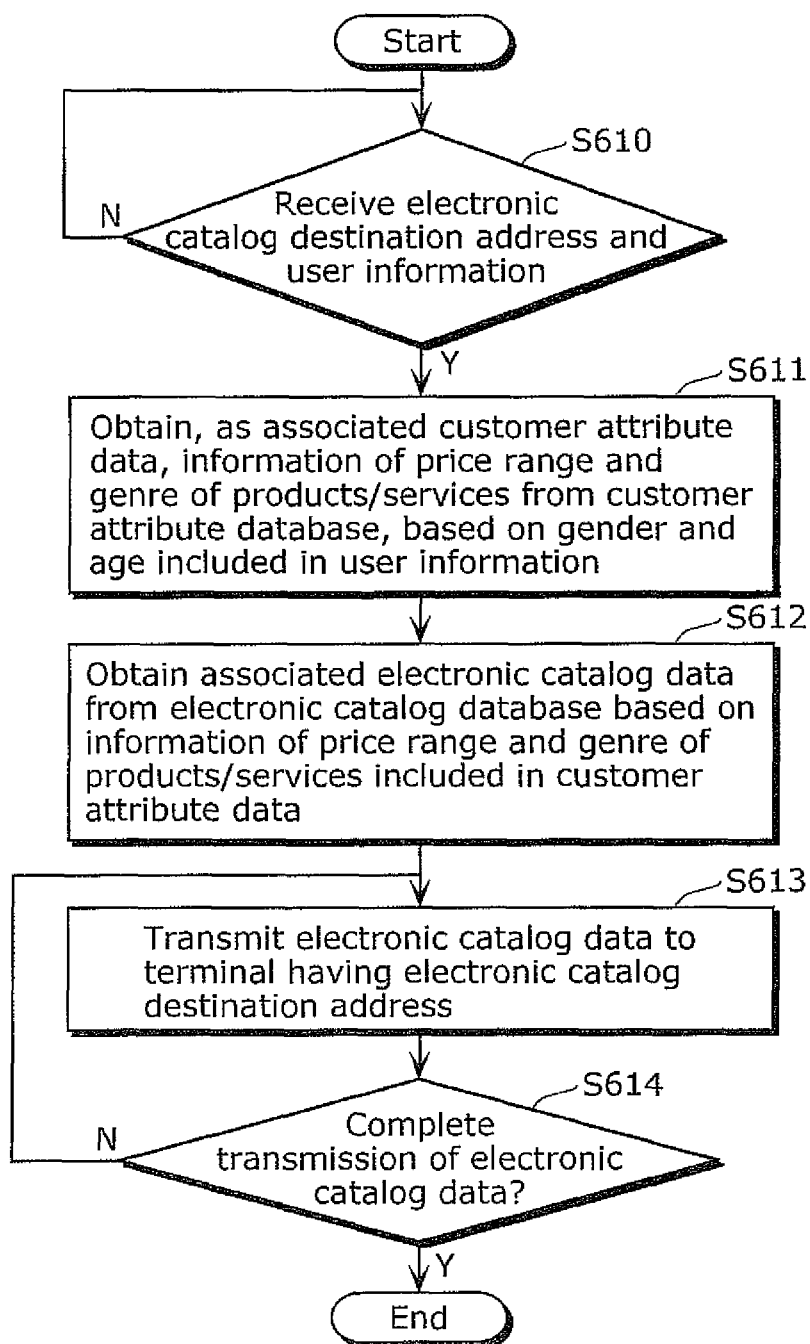 Start
S610
N
Receive electronic
catalog destination address and
user information
Y
S611
Obtain, as associated customer attribute
data, information of price range and
genre of products/services from customer
attribute database, based on gender and
age included in user information
S612
Obtain associated electronic catalog data
from electronic catalog database based on
information of price range and genre of
products/services included in customer
attribute data
S613
Transmit electronic catalog data to
terminal having electronic catalog
destination address
S614
N
Complete
transmission of electronic
catalog data?
Y
End